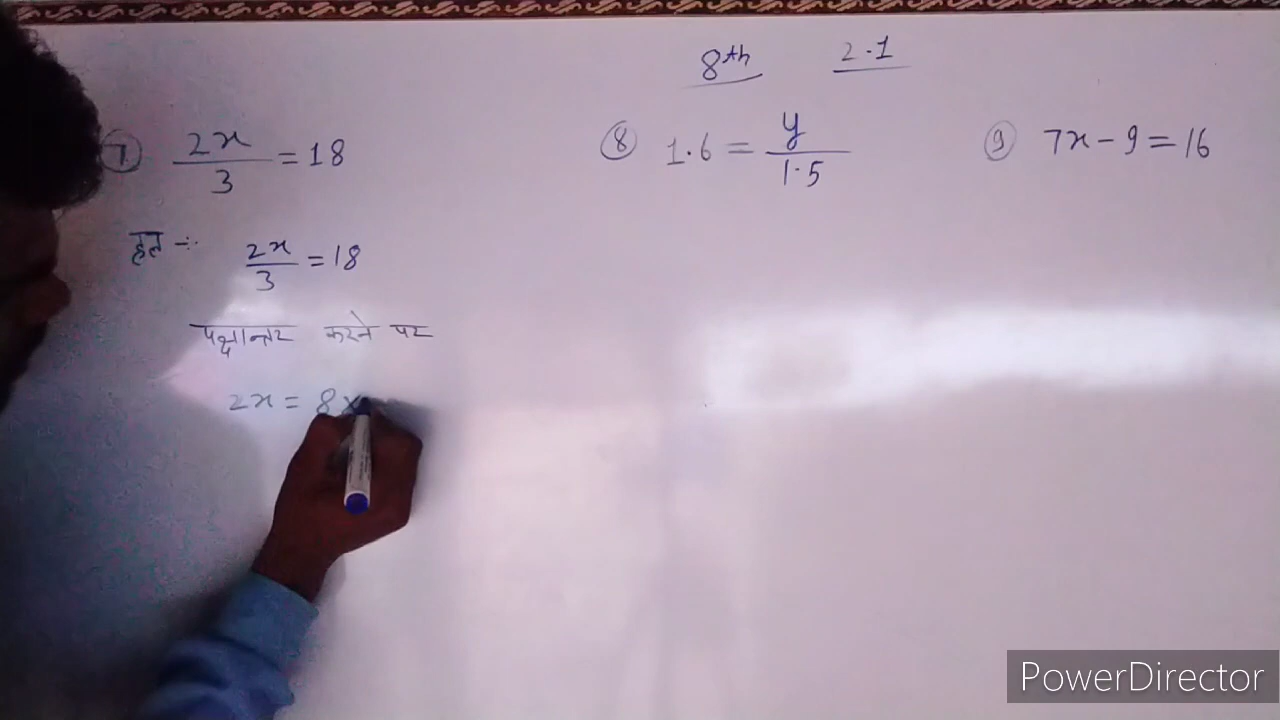 8th 2.1
7 2x/3 = 18
8 1.6 = y/1.5
9 7x - 9 = 16
हल ÷ 2x/3 = 18
पक्षान्तर करने पर
2x = 8 x
PowerDirector